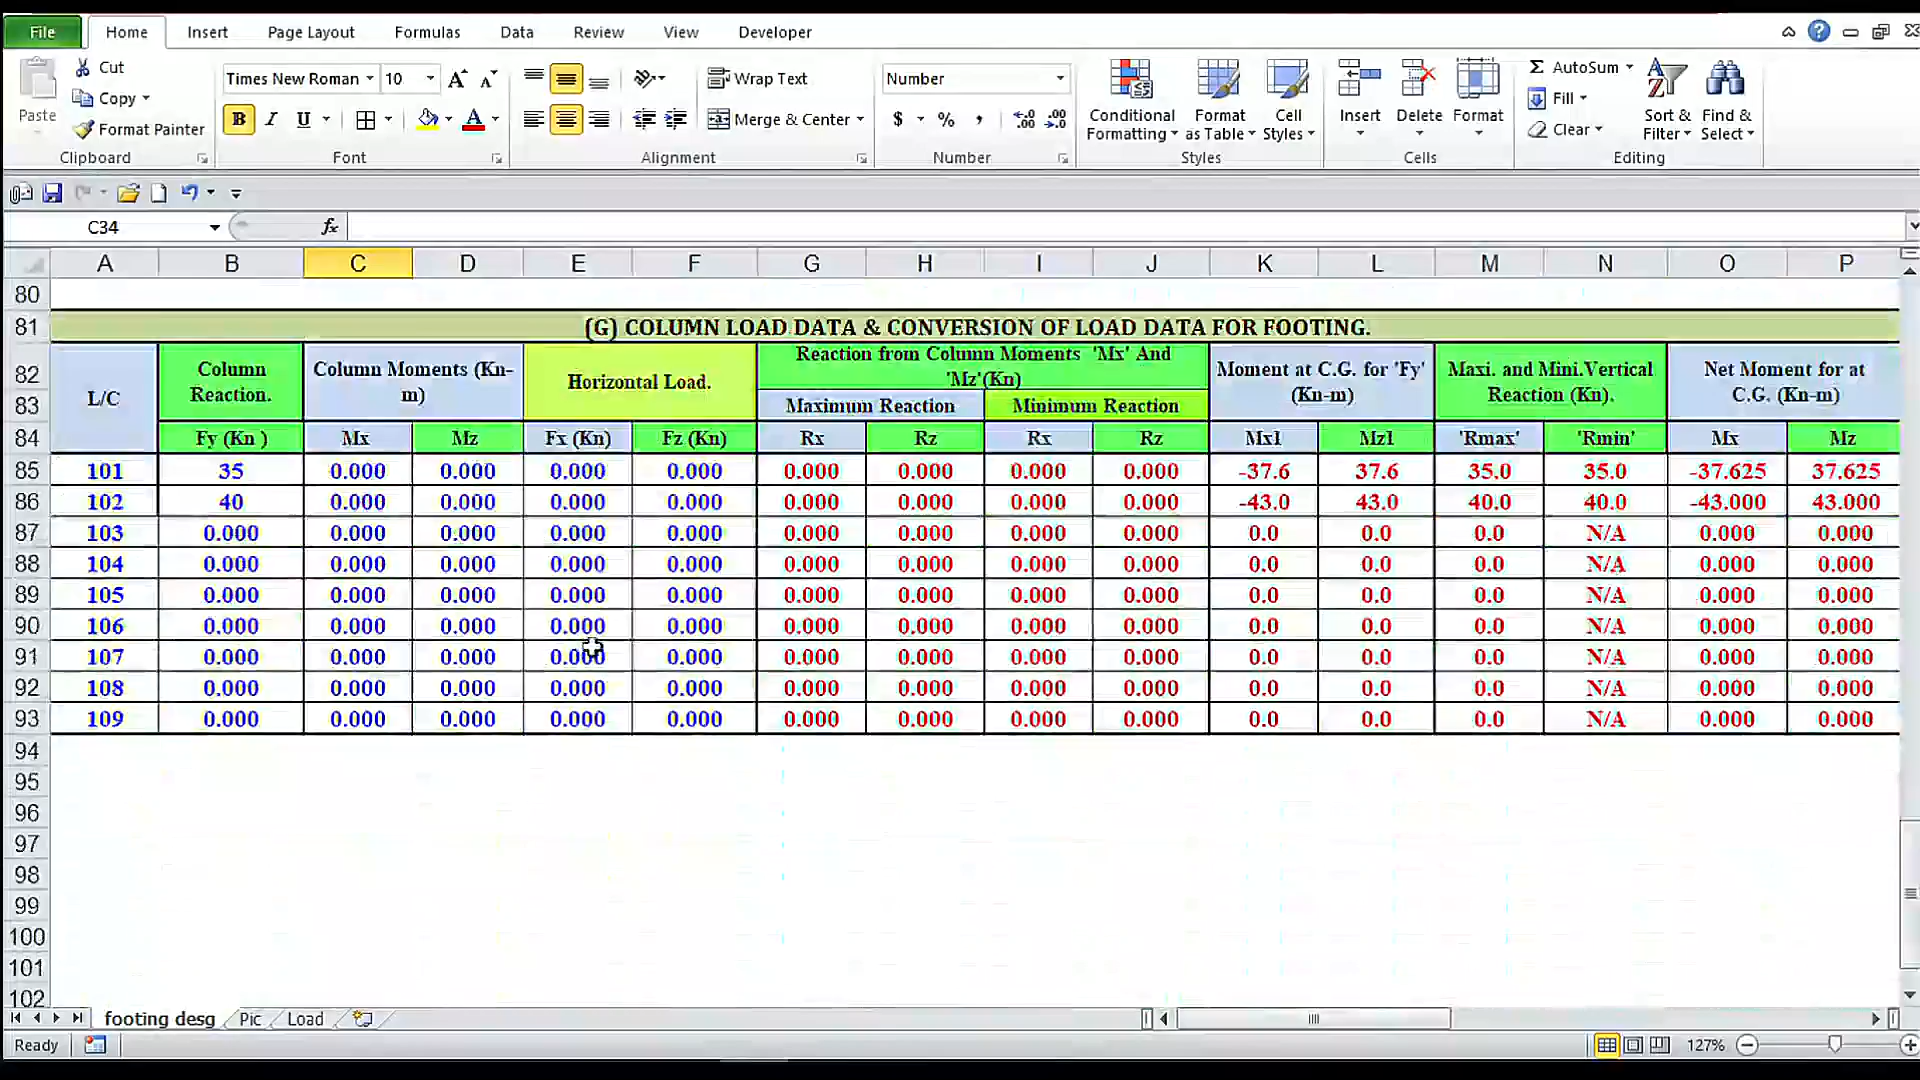 File Home Insert Page Layout Formulas Data Review View Developer
Cut
Copy
Format Painter
Paste
Clipboard
Times New Roman 10
B I U
Font
Wrap Text
Merge & Center
Alignment
Number
$ % ,
Number
Conditional Formatting
Format as Table
Cell Styles
Styles
Insert Delete Format
Cells
Σ AutoSum
Fill
Clear
Sort & Filter
Find & Select
Editing
C34 fx
A B C D E F G H I J K L M N O P
80
81 (G) COLUMN LOAD DATA & CONVERSION OF LOAD DATA FOR FOOTING.
82 L/C Column Reaction. Column Moments (Kn-m) Horizontal Load. Reaction from Column Moments 'Mx' And 'Mz'(Kn) Moment at C.G. for 'Fy' (Kn-m) Maxi. and Mini.Vertical Reaction (Kn). Net Moment for at C.G. (Kn-m)
83 Maximum Reaction Minimum Reaction
84 Fy (Kn ) Mx Mz Fx (Kn) Fz (Kn) Rx Rz Rx Rz Mx1 Mz1 'Rmax' 'Rmin' Mx Mz
85 101 35 0.000 0.000 0.000 0.000 0.000 0.000 0.000 0.000 -37.6 37.6 35.0 35.0 -37.625 37.625
86 102 40 0.000 0.000 0.000 0.000 0.000 0.000 0.000 0.000 -43.0 43.0 40.0 40.0 -43.000 43.000
87 103 0.000 0.000 0.000 0.000 0.000 0.000 0.000 0.000 0.000 0.0 0.0 0.0 N/A 0.000 0.000
88 104 0.000 0.000 0.000 0.000 0.000 0.000 0.000 0.000 0.000 0.0 0.0 0.0 N/A 0.000 0.000
89 105 0.000 0.000 0.000 0.000 0.000 0.000 0.000 0.000 0.000 0.0 0.0 0.0 N/A 0.000 0.000
90 106 0.000 0.000 0.000 0.000 0.000 0.000 0.000 0.000 0.000 0.0 0.0 0.0 N/A 0.000 0.000
91 107 0.000 0.000 0.000 0.000 0.000 0.000 0.000 0.000 0.000 0.0 0.0 0.0 N/A 0.000 0.000
92 108 0.000 0.000 0.000 0.000 0.000 0.000 0.000 0.000 0.000 0.0 0.0 0.0 N/A 0.000 0.000
93 109 0.000 0.000 0.000 0.000 0.000 0.000 0.000 0.000 0.000 0.0 0.0 0.0 N/A 0.000 0.000
94
95
96
97
98
99
100
101
102
footing desg Pic Load
Ready 127%